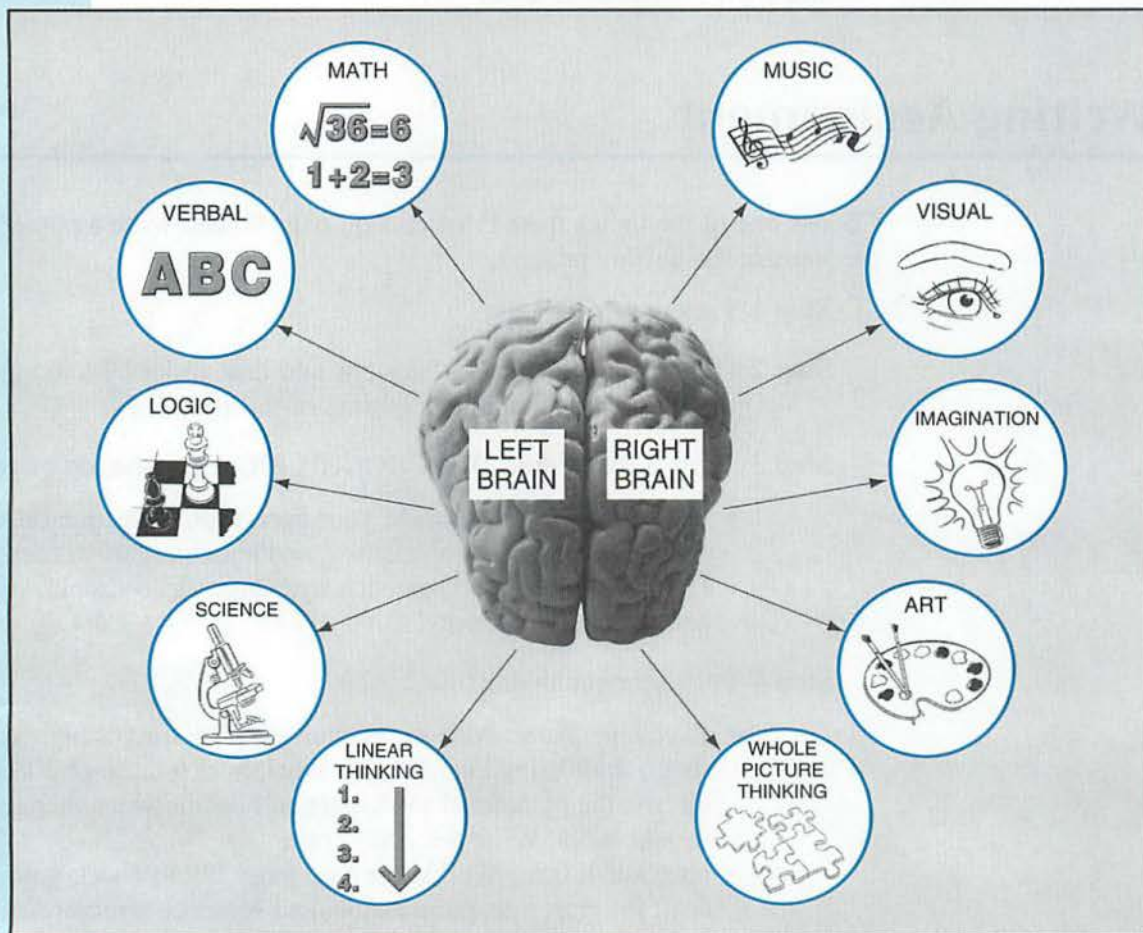 MATH
√36=6
1+2=3
MUSIC
VERBAL
ABC
VISUAL
LOGIC
LEFT
BRAIN
RIGHT
BRAIN
IMAGINATION
SCIENCE
ART
LINEAR
THINKING
1.
2.
3.
4.
WHOLE
PICTURE
THINKING